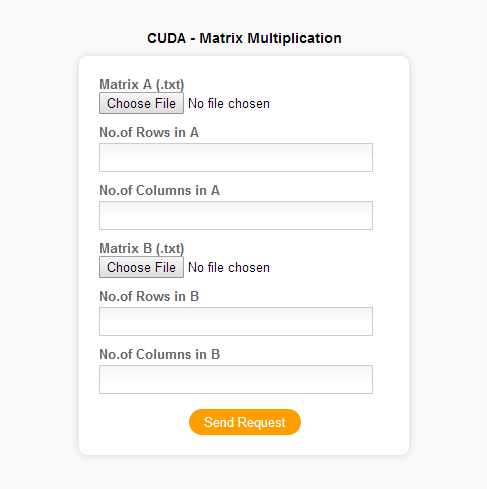 CUDA - Matrix Multiplication
Matrix A (.txt)
Choose File No file chosen
No.of Rows in A
No.of Columns in A
Matrix B (.txt)
Choose File No file chosen
No.of Rows in B
No.of Columns in B
Send Request